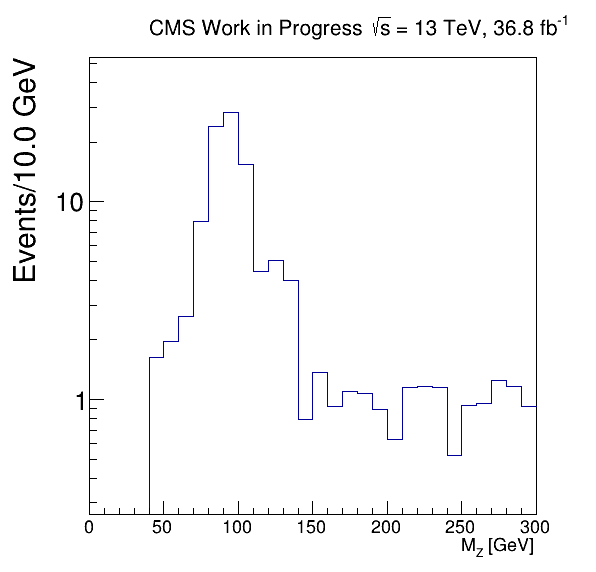 CMS Work in Progress √s = 13 TeV, 36.8 fb⁻¹
Events/10.0 GeV
10
1
0 50 100 150 200 250 300
M_Z [GeV]